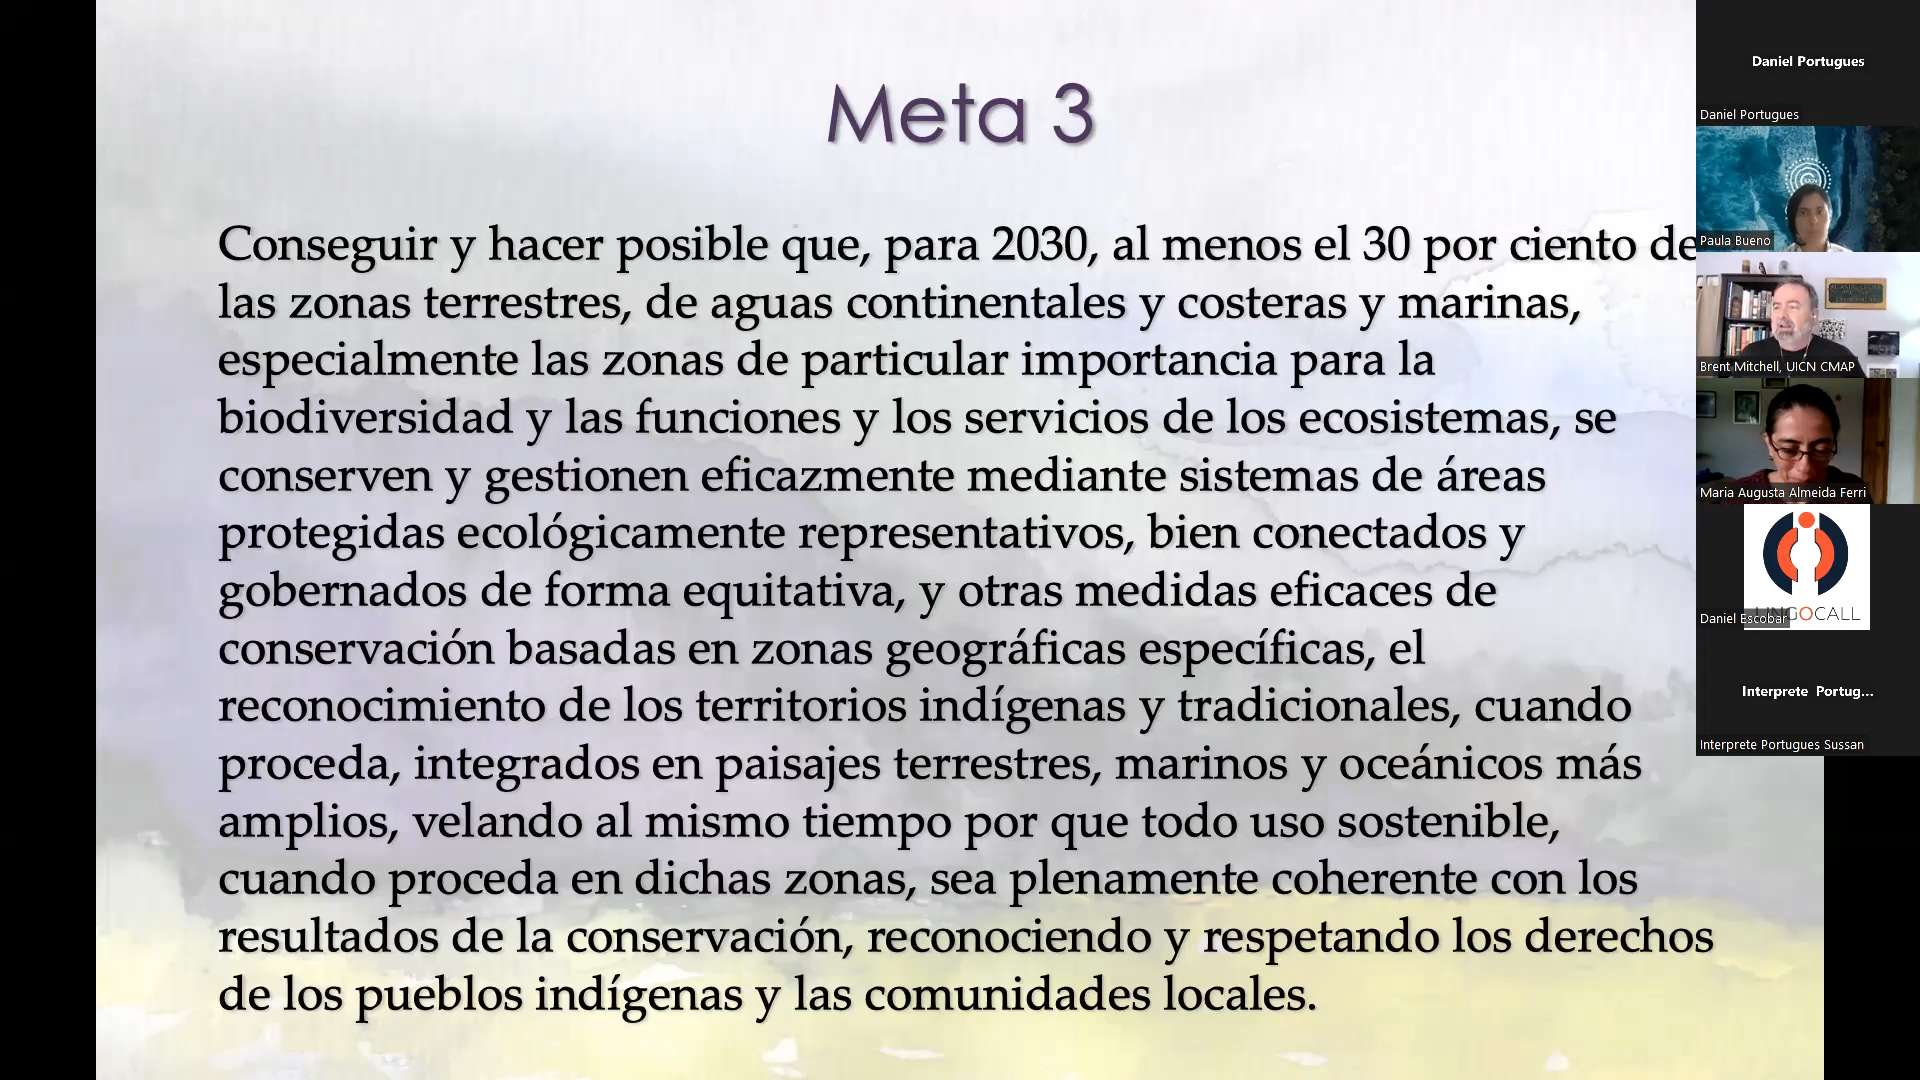 Meta 3
Conseguir y hacer posible que, para 2030, al menos el 30 por ciento de
las zonas terrestres, de aguas continentales y costeras y marinas,
especialmente las zonas de particular importancia para la
biodiversidad y las funciones y los servicios de los ecosistemas, se
conserven y gestionen eficazmente mediante sistemas de áreas
protegidas ecológicamente representativos, bien conectados y
gobernados de forma equitativa, y otras medidas eficaces de
conservación basadas en zonas geográficas específicas, el
reconocimiento de los territorios indígenas y tradicionales, cuando
proceda, integrados en paisajes terrestres, marinos y oceánicos más
amplios, velando al mismo tiempo por que todo uso sostenible,
cuando proceda en dichas zonas, sea plenamente coherente con los
resultados de la conservación, reconociendo y respetando los derechos
de los pueblos indígenas y las comunidades locales.
Daniel Portugues
Daniel Portugues
Paula Bueno
Brent Mitchell, UICN CMAP
Maria Augusta Almeida Ferri
LINGOCALL
Daniel Escobar
Interprete Portug...
Interprete Portugues Sussan